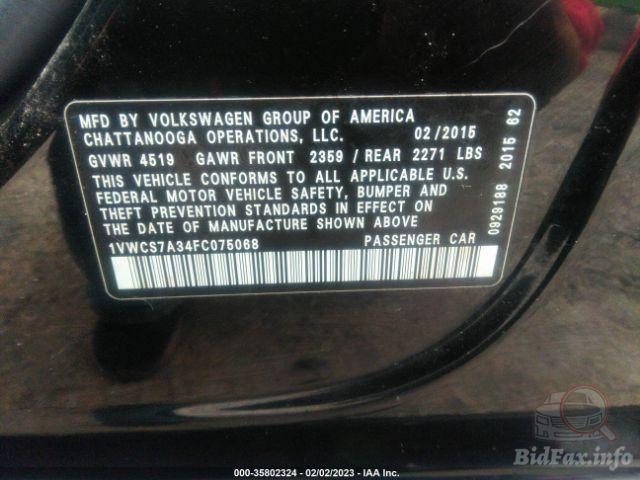 MFD BY VOLKSWAGEN GROUP OF AMERICA
CHATTANOOGA OPERATIONS, LLC. 02/2015
GVWR 4519 GAWR FRONT 2359 / REAR 2271 LBS
THIS VEHICLE CONFORMS TO ALL APPLICABLE U.S.
FEDERAL MOTOR VEHICLE SAFETY, BUMPER AND
THEFT PREVENTION STANDARDS IN EFFECT ON
THE DATE OF MANUFACTURE SHOWN ABOVE
1VWCS7A34FC075068 PASSENGER CAR
0929188 2015 62
BidFax.info
000-35802324 - 02/02/2023 - IAA Inc.